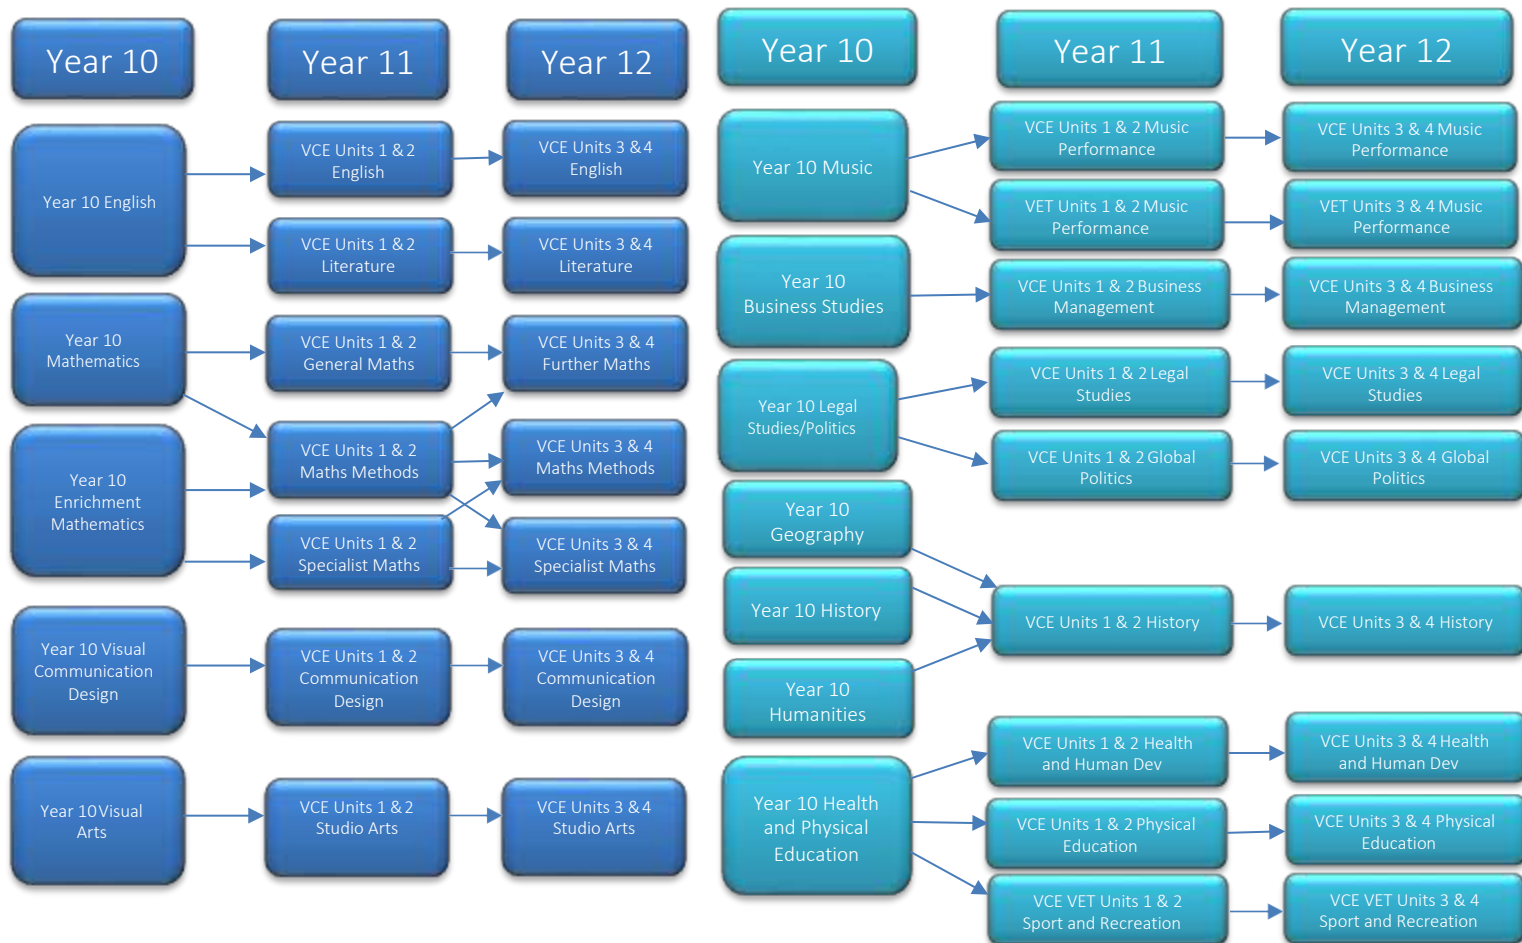 Year 10
Year 11
Year 12
Year 10 English
VCE Units 1 & 2
English
VCE Units 3 & 4
English
VCE Units 1 & 2
Literature
VCE Units 3 & 4
Literature
Year 10
Mathematics
VCE Units 1 & 2
General Maths
VCE Units 3 & 4
Further Maths
VCE Units 1 & 2
Maths Methods
VCE Units 3 & 4
Maths Methods
Year 10
Enrichment
Mathematics
VCE Units 1 & 2
Specialist Maths
VCE Units 3 & 4
Specialist Maths
Year 10 Visual
Communication
Design
VCE Units 1 & 2
Communication
Design
VCE Units 3 & 4
Communication
Design
Year 10 Visual
Arts
VCE Units 1 & 2
Studio Arts
VCE Units 3 & 4
Studio Arts
Year 10
Year 11
Year 12
Year 10 Music
VCE Units 1 & 2 Music
Performance
VCE Units 3 & 4 Music
Performance
VET Units 1 & 2 Music
Performance
VET Units 3 & 4 Music
Performance
Year 10
Business Studies
VCE Units 1 & 2 Business
Management
VCE Units 3 & 4 Business
Management
Year 10 Legal
Studies/Politics
VCE Units 1 & 2 Legal
Studies
VCE Units 3 & 4 Legal
Studies
VCE Units 1 & 2 Global
Politics
VCE Units 3 & 4 Global
Politics
Year 10
Geography
Year 10 History
VCE Units 1 & 2 History
VCE Units 3 & 4 History
Year 10
Humanities
Year 10 Health
and Physical
Education
VCE Units 1 & 2 Health
and Human Dev
VCE Units 3 & 4 Health
and Human Dev
VCE Units 1 & 2 Physical
Education
VCE Units 3 & 4 Physical
Education
VCE VET Units 1 & 2
Sport and Recreation
VCE VET Units 3 & 4
Sport and Recreation